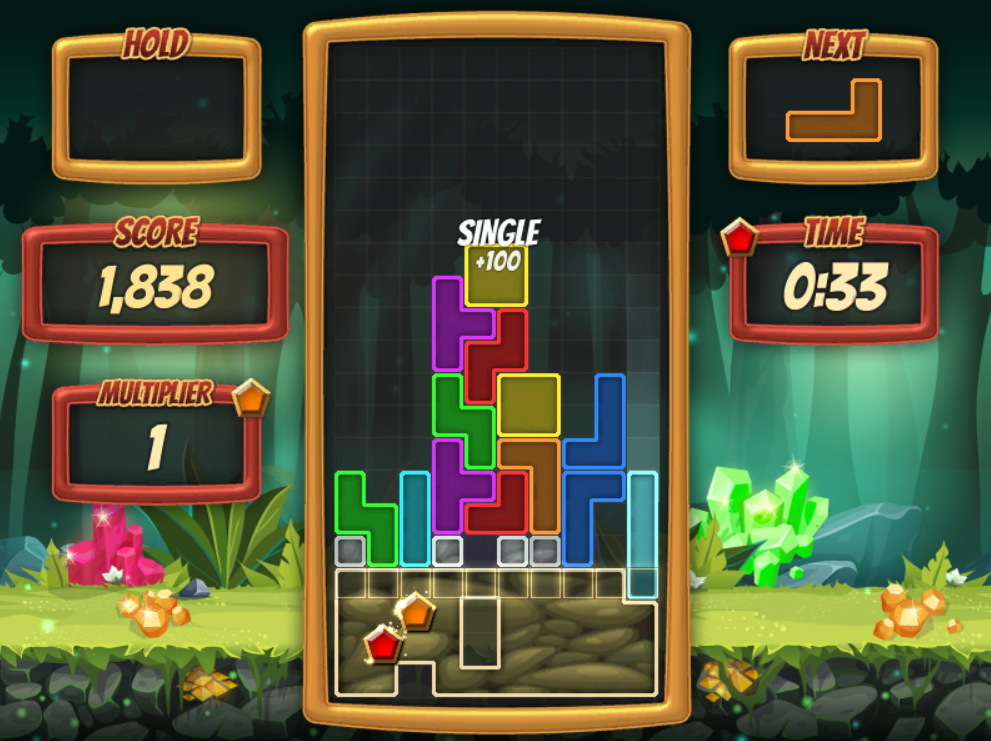 HOLD
NEXT
SCORE
1,838
SINGLE
+100
TIME
0:33
MULTIPLIER
1